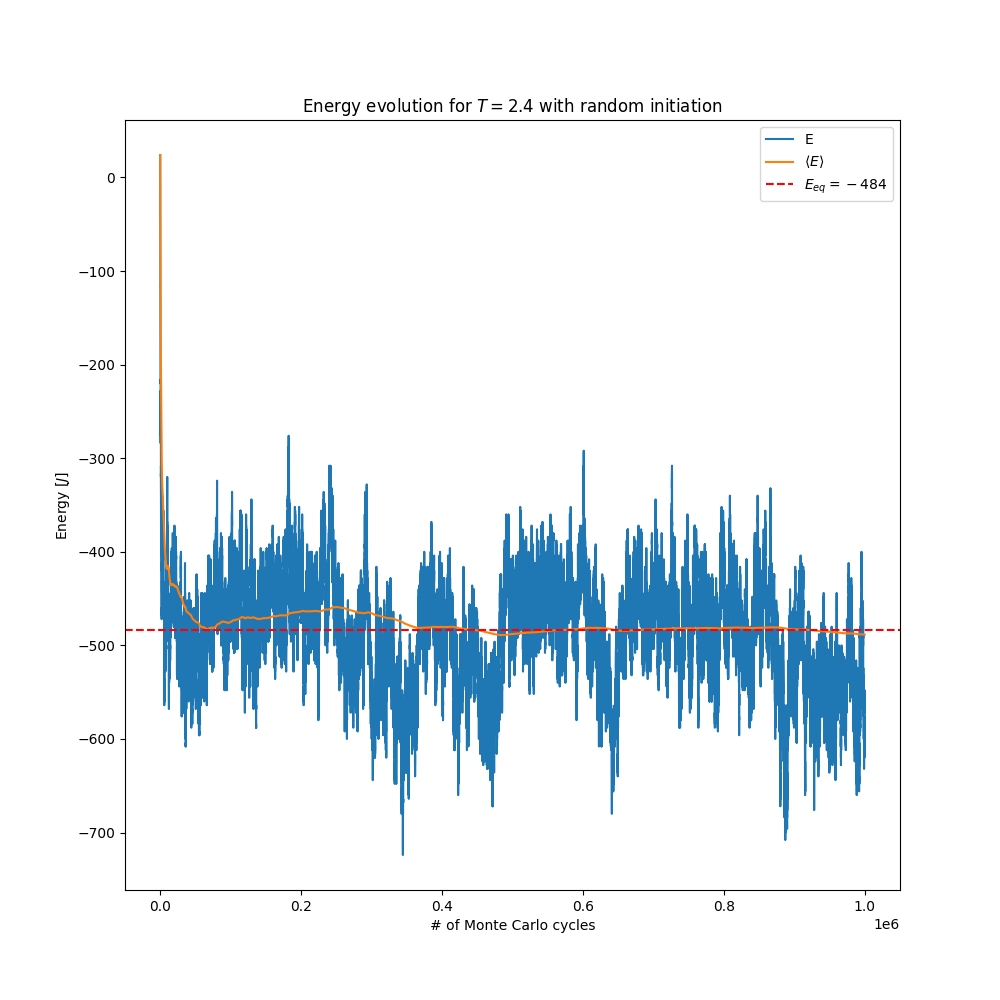 Energy evolution for T = 2.4 with random initiation
E
⟨E⟩
E_eq = −484
0
−100
−200
−300
−400
−500
−600
−700
Energy [J]
0.0 0.2 0.4 0.6 0.8 1.0
1e6
# of Monte Carlo cycles